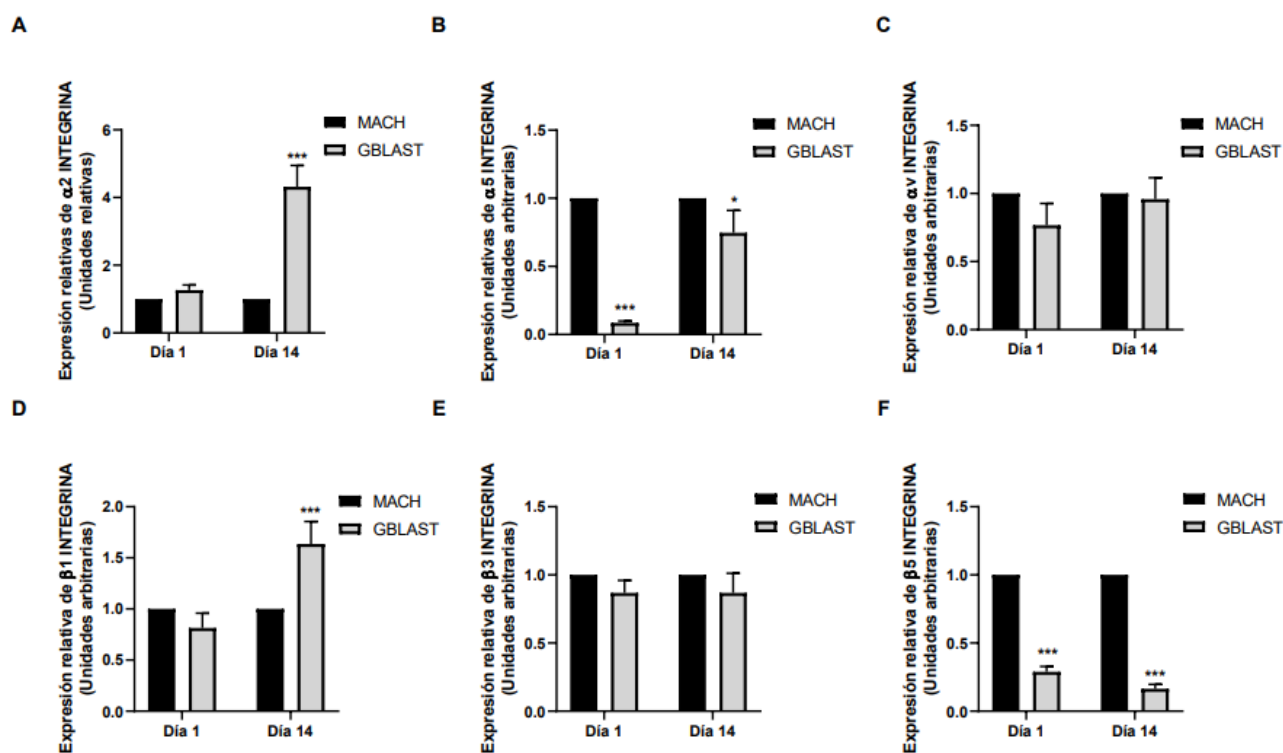 A
Expresión relativas de α2 INTEGRINA
(Unidades relativas)
6
4
2
0
***
Día 1
Día 14
MACH
GBLAST
B
Expresión relativas de α5 INTEGRINA
(Unidades arbitrarias)
1.5
1.0
0.5
0.0
***
*
Día 1
Día 14
MACH
GBLAST
C
Expresión relativa de αv INTEGRINA
(Unidades arbitrarias)
1.5
1.0
0.5
0.0
Día 1
Día 14
MACH
GBLAST
D
Expresión relativa de β1 INTEGRINA
(Unidades arbitrarias)
2.0
1.5
1.0
0.5
0.0
***
Día 1
Día 14
MACH
GBLAST
E
Expresión relativa de β3 INTEGRINA
(Unidades arbitrarias)
1.5
1.0
0.5
0.0
Día 1
Día 14
MACH
GBLAST
F
Expresión relativa de β5 INTEGRINA
(Unidades arbitrarias)
1.5
1.0
0.5
0.0
***
***
Día 1
Día 14
MACH
GBLAST